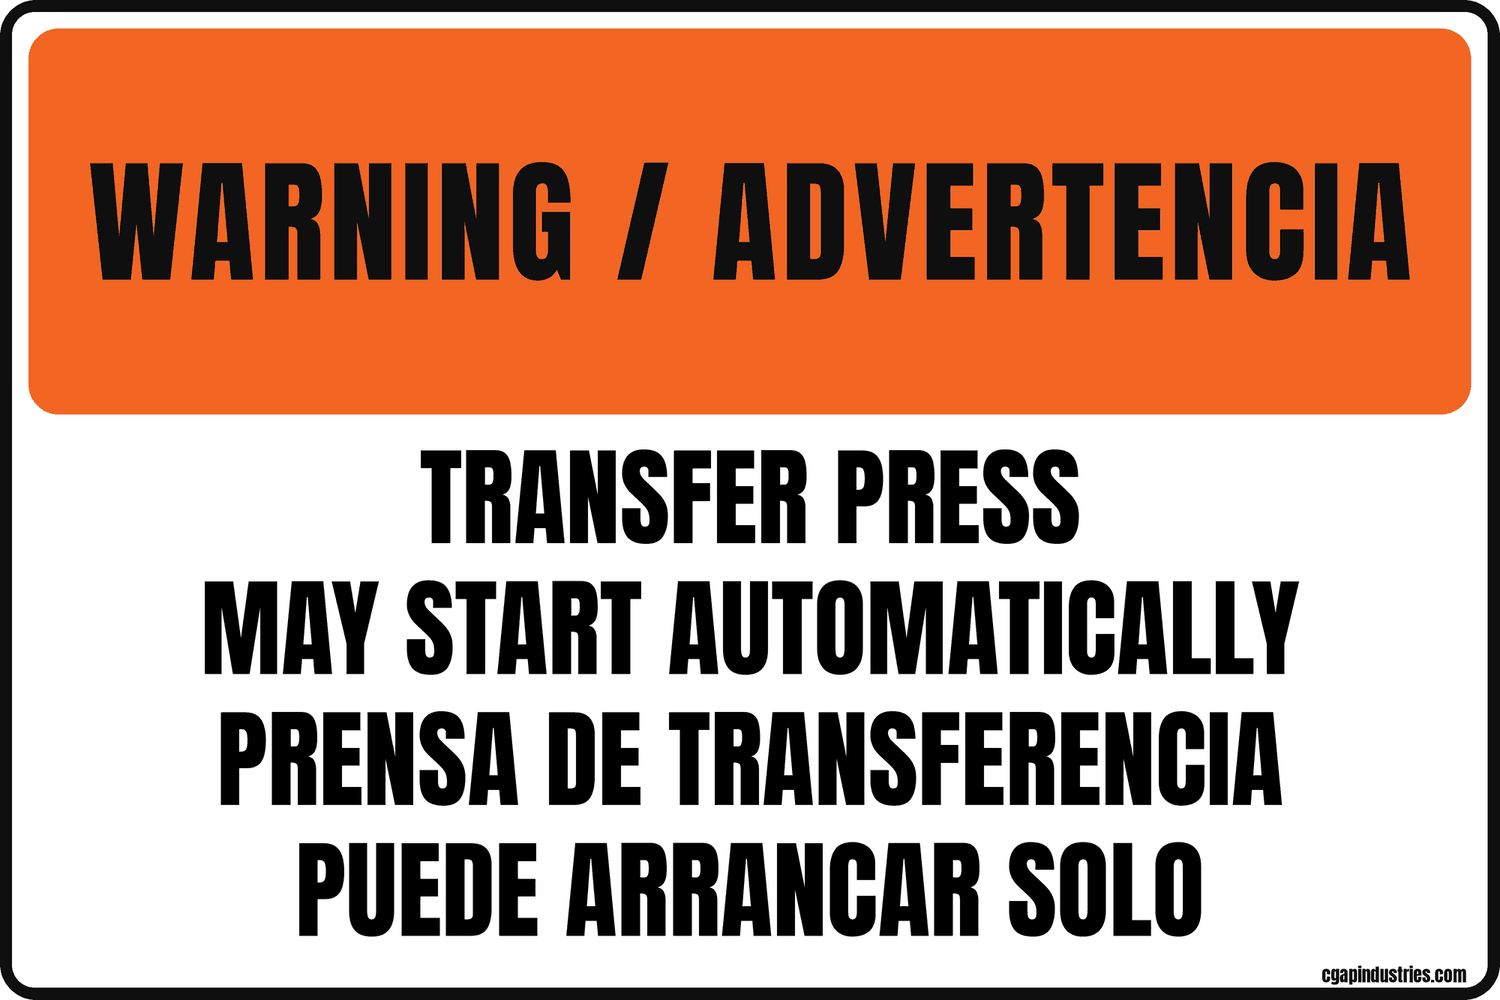 WARNING / ADVERTENCIA
TRANSFER PRESS
MAY START AUTOMATICALLY
PRENSA DE TRANSFERENCIA
PUEDE ARRANCAR SOLO
cgapindustries.com